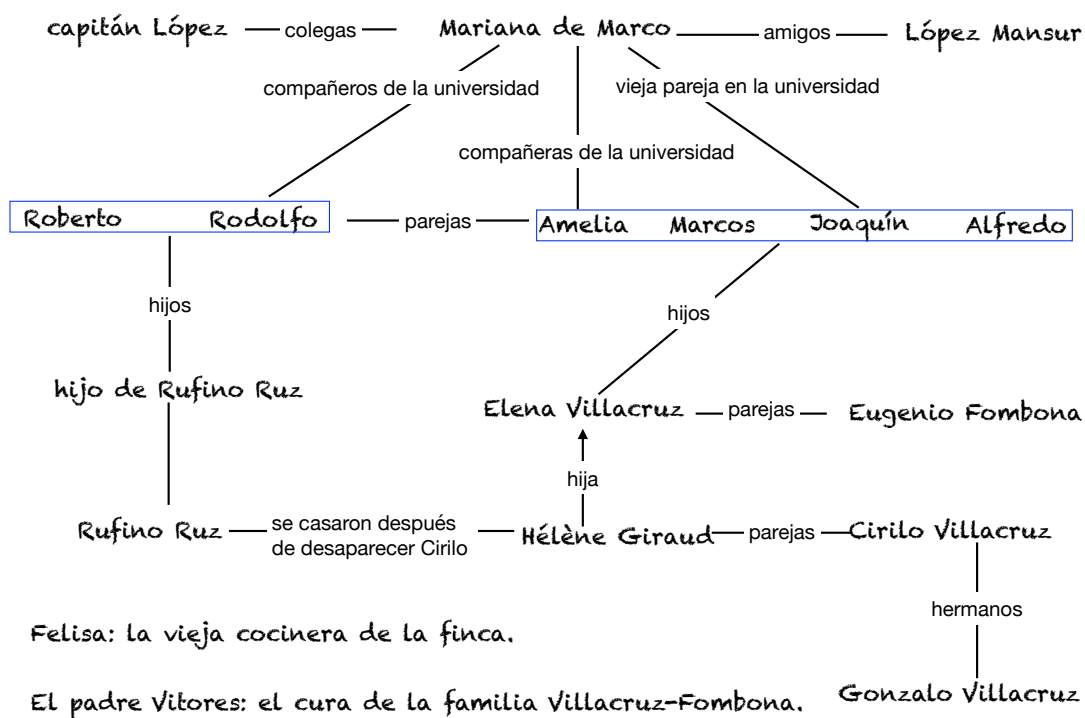 capitán López colegas Mariana de Marco amigos López Mansur
compañeros de la universidad vieja pareja en la universidad
compañeras de la universidad
Roberto Rodolfo parejas Amelia Marcos Joaquín Alfredo
hijos hijos
hijo de Rufino Ruz
Elena Villacruz parejas Eugenio Fombona
hija
Rufino Ruz se casaron después Hélène Giraud parejas Cirilo Villacruz
de desaparecer Cirilo
hermanos
Felisa: la vieja cocinera de la finca.
El padre Vitores: el cura de la familia Villacruz-Fombona. Gonzalo Villacruz